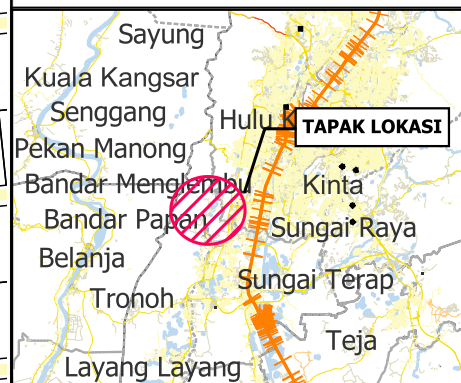 Sayung
Kuala Kangsar
Senggang
Hulu K
TAPAK LOKASI
Pekan Manong
Bandar Menglembu
Kinta
Bandar Papan
Sungai Raya
Belanja
Sungai Terap
Tronoh
Teja
Layang Layang